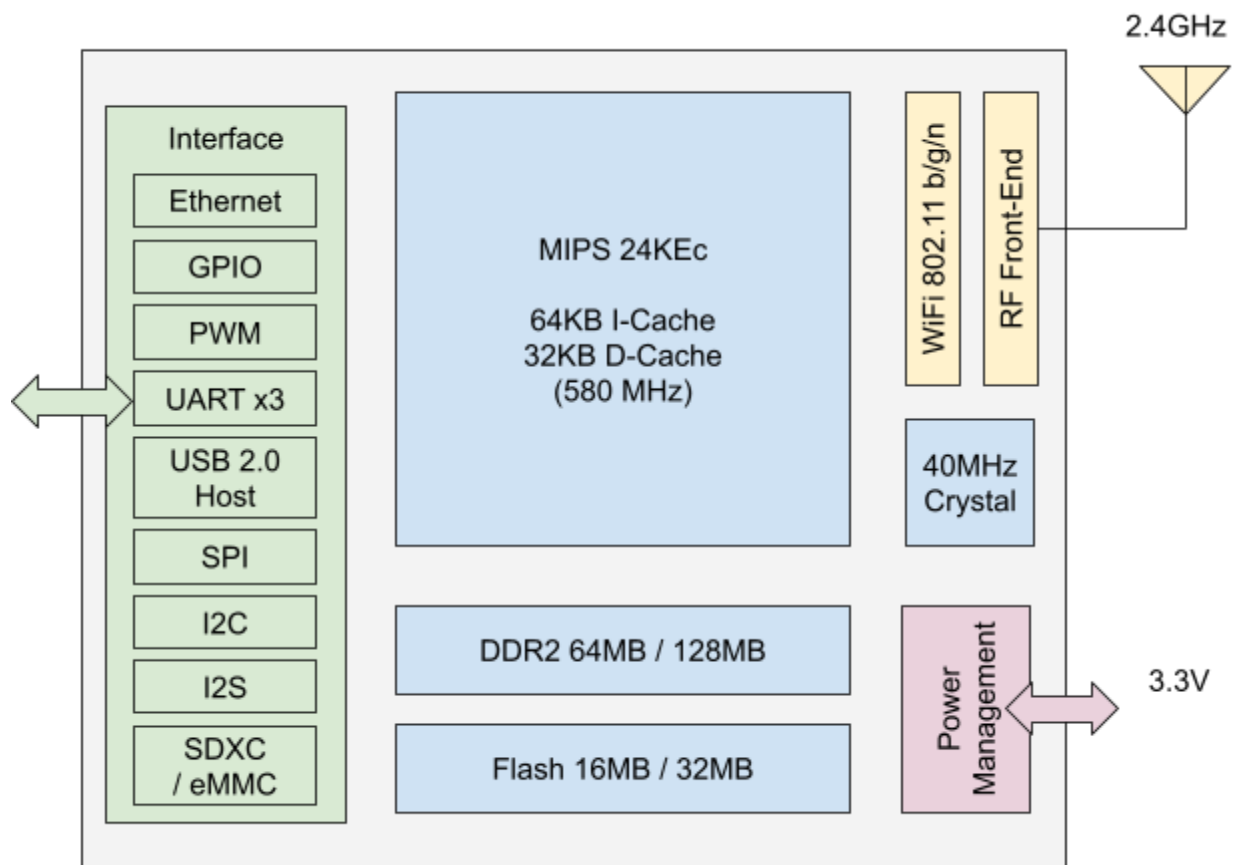 2.4GHz
Interface
Ethernet
GPIO
PWM
UART x3
USB 2.0
Host
SPI
I2C
I2S
SDXC
/ eMMC
MIPS 24KEc
64KB I-Cache
32KB D-Cache
(580 MHz)
DDR2 64MB / 128MB
Flash 16MB / 32MB
WiFi 802.11 b/g/n
RF Front-End
40MHz
Crystal
Power
Management
3.3V